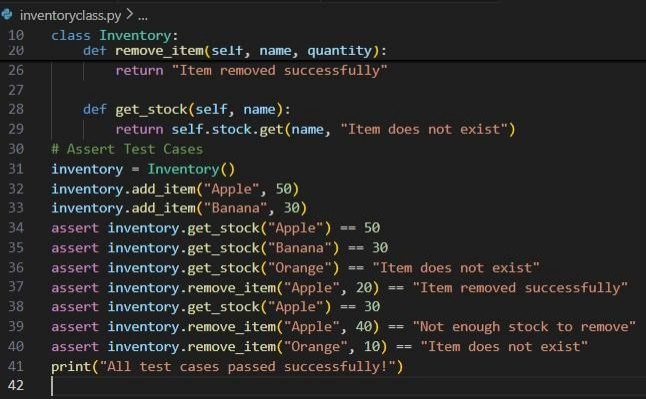 inventoryclass.py > ...
10 class Inventory:
20     def remove_item(self, name, quantity):
26         return "Item removed successfully"
27
28     def get_stock(self, name):
29         return self.stock.get(name, "Item does not exist")
30 # Assert Test Cases
31 inventory = Inventory()
32 inventory.add_item("Apple", 50)
33 inventory.add_item("Banana", 30)
34 assert inventory.get_stock("Apple") == 50
35 assert inventory.get_stock("Banana") == 30
36 assert inventory.get_stock("Orange") == "Item does not exist"
37 assert inventory.remove_item("Apple", 20) == "Item removed successfully"
38 assert inventory.get_stock("Apple") == 30
39 assert inventory.remove_item("Apple", 40) == "Not enough stock to remove"
40 assert inventory.remove_item("Orange", 10) == "Item does not exist"
41 print("All test cases passed successfully!")
42